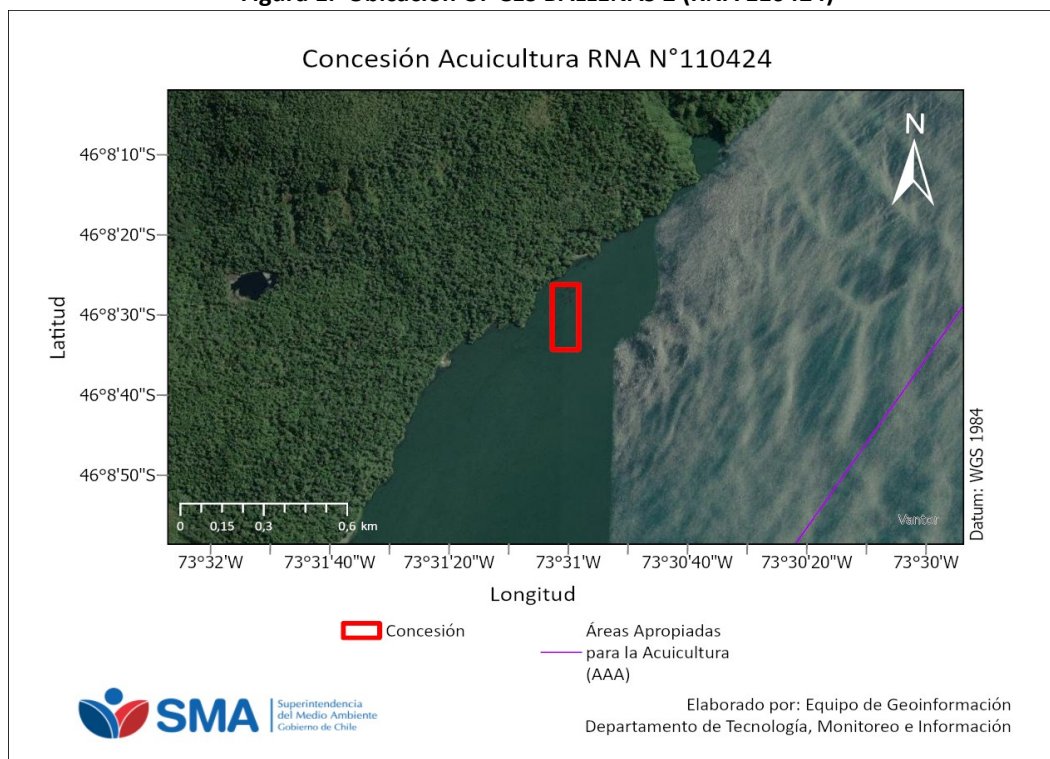 Concesión Acuicultura RNA N°110424
N
46°8'10"S
46°8'20"S
46°8'30"S
46°8'40"S
46°8'50"S
Latitud
0 0,15 0,3 0,6 km
Vantor
Datum: WGS 1984
73°32'W 73°31'40"W 73°31'20"W 73°31'W 73°30'40"W 73°30'20"W 73°30'W
Longitud
Concesión
Áreas Apropiadas
para la Acuicultura
(AAA)
SMA
Superintendencia
del Medio Ambiente
Gobierno de Chile
Elaborado por: Equipo de Geoinformación
Departamento de Tecnología, Monitoreo e Información